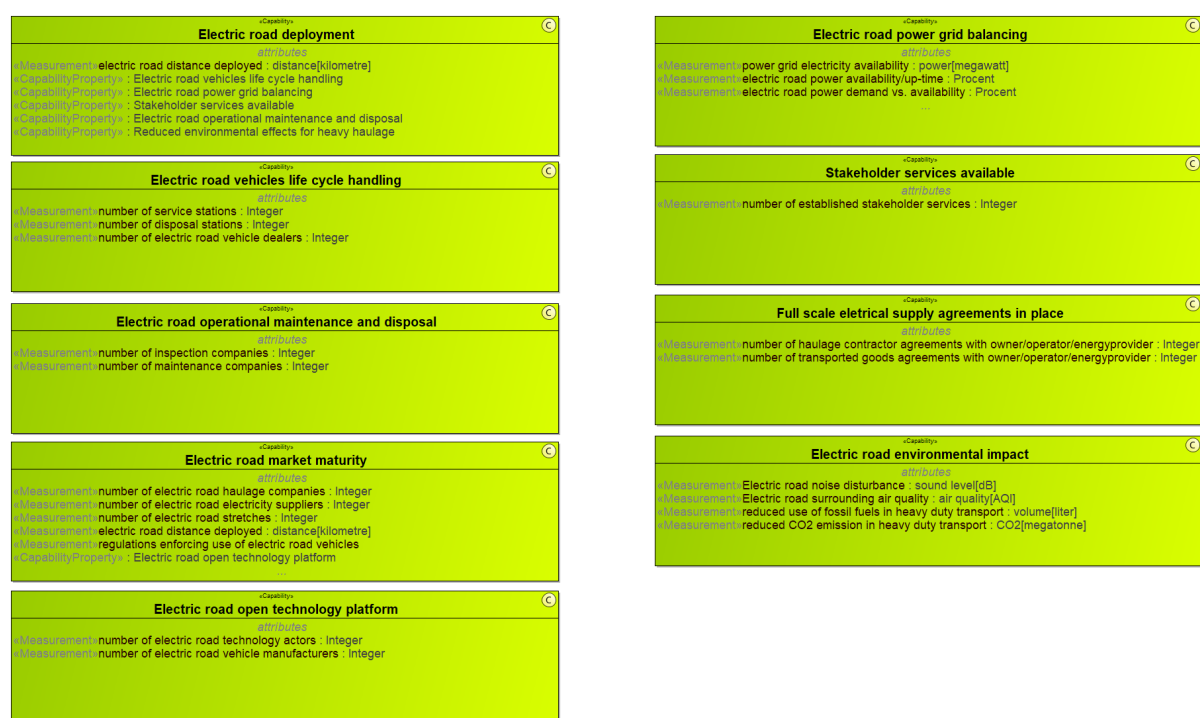 «Capability»
C
Electric road deployment
attributes
«Measurement»electric road distance deployed : distance[kilometre]
«CapabilityProperty» : Electric road vehicles life cycle handling
«CapabilityProperty» : Electric road power grid balancing
«CapabilityProperty» : Stakeholder services available
«CapabilityProperty» : Electric road operational maintenance and disposal
«CapabilityProperty» : Reduced environmental effects for heavy haulage
«Capability»
C
Electric road vehicles life cycle handling
attributes
«Measurement»number of service stations : Integer
«Measurement»number of disposal stations : Integer
«Measurement»number of electric road vehicle dealers : Integer
«Capability»
C
Electric road operational maintenance and disposal
attributes
«Measurement»number of inspection companies : Integer
«Measurement»number of maintenance companies : Integer
«Capability»
C
Electric road market maturity
attributes
«Measurement»number of electric road haulage companies : Integer
«Measurement»number of electric road electricity suppliers : Integer
«Measurement»number of electric road stretches : Integer
«Measurement»electric road distance deployed : distance[kilometre]
«Measurement»regulations enforcing use of electric road vehicles
«CapabilityProperty» : Electric road open technology platform
...
«Capability»
C
Electric road open technology platform
attributes
«Measurement»number of electric road technology actors : Integer
«Measurement»number of electric road vehicle manufacturers : Integer
«Capability»
C
Electric road power grid balancing
attributes
«Measurement»power grid electricity availability : power[megawatt]
«Measurement»electric road power availability/up-time : Procent
«Measurement»electric road power demand vs. availability : Procent
...
«Capability»
C
Stakeholder services available
attributes
«Measurement»number of established stakeholder services : Integer
«Capability»
C
Full scale eletrical supply agreements in place
attributes
«Measurement»number of haulage contractor agreements with owner/operator/energyprovider : Integer
«Measurement»number of transported goods agreements with owner/operator/energyprovider : Integer
«Capability»
C
Electric road environmental impact
attributes
«Measurement»Electric road noise disturbance : sound level[dB]
«Measurement»Electric road surrounding air quality : air quality[AQI]
«Measurement»reduced use of fossil fuels in heavy duty transport : volume[liter]
«Measurement»reduced CO2 emission in heavy duty transport : CO2[megatonne]